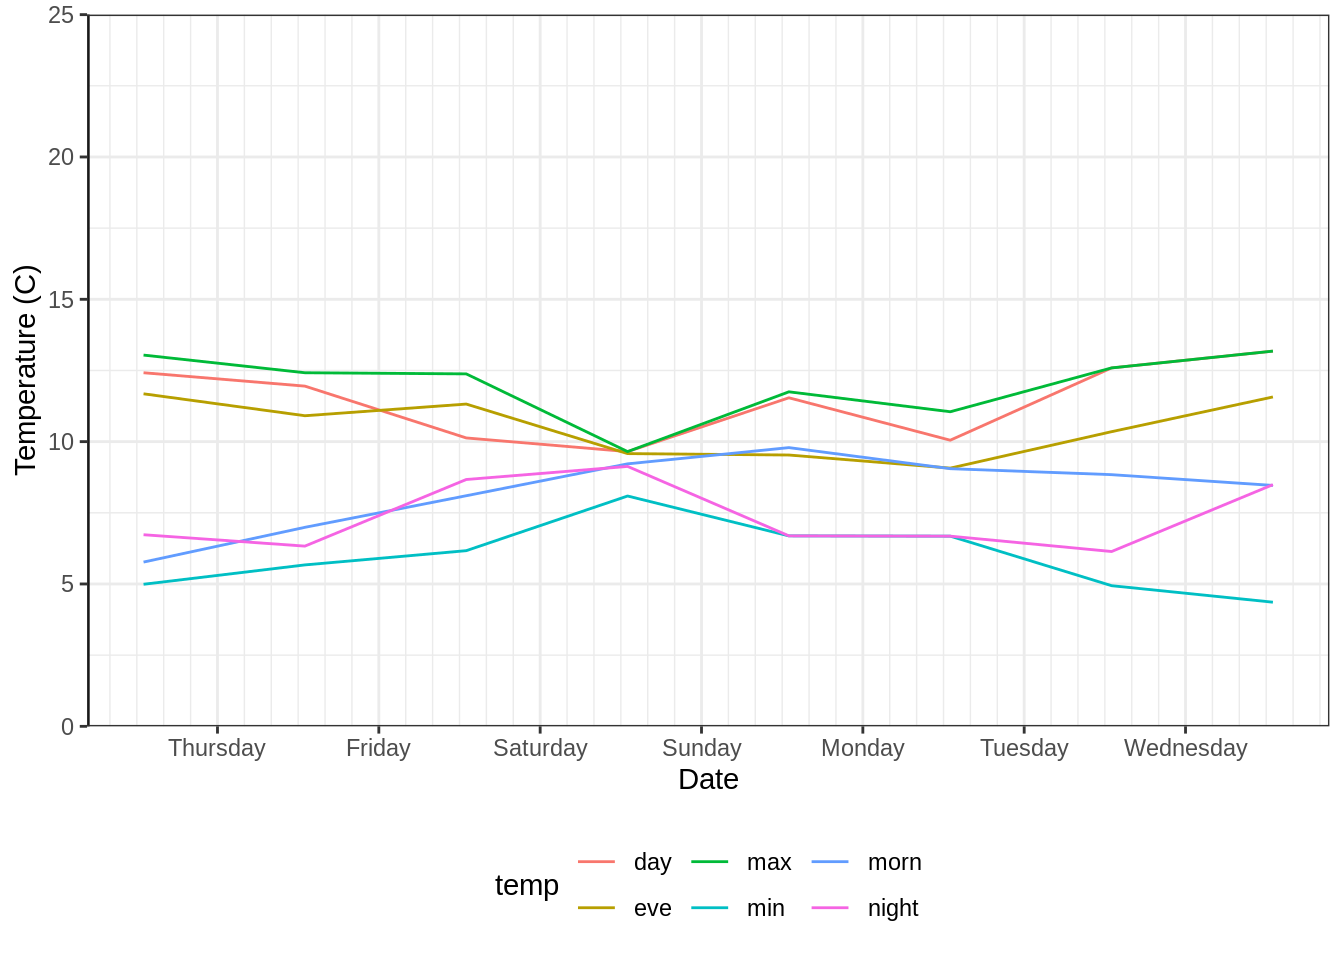 25
20
15
10
5
0
Temperature (C)
Thursday Friday Saturday Sunday Monday Tuesday Wednesday
Date
temp
day max morn
eve min night